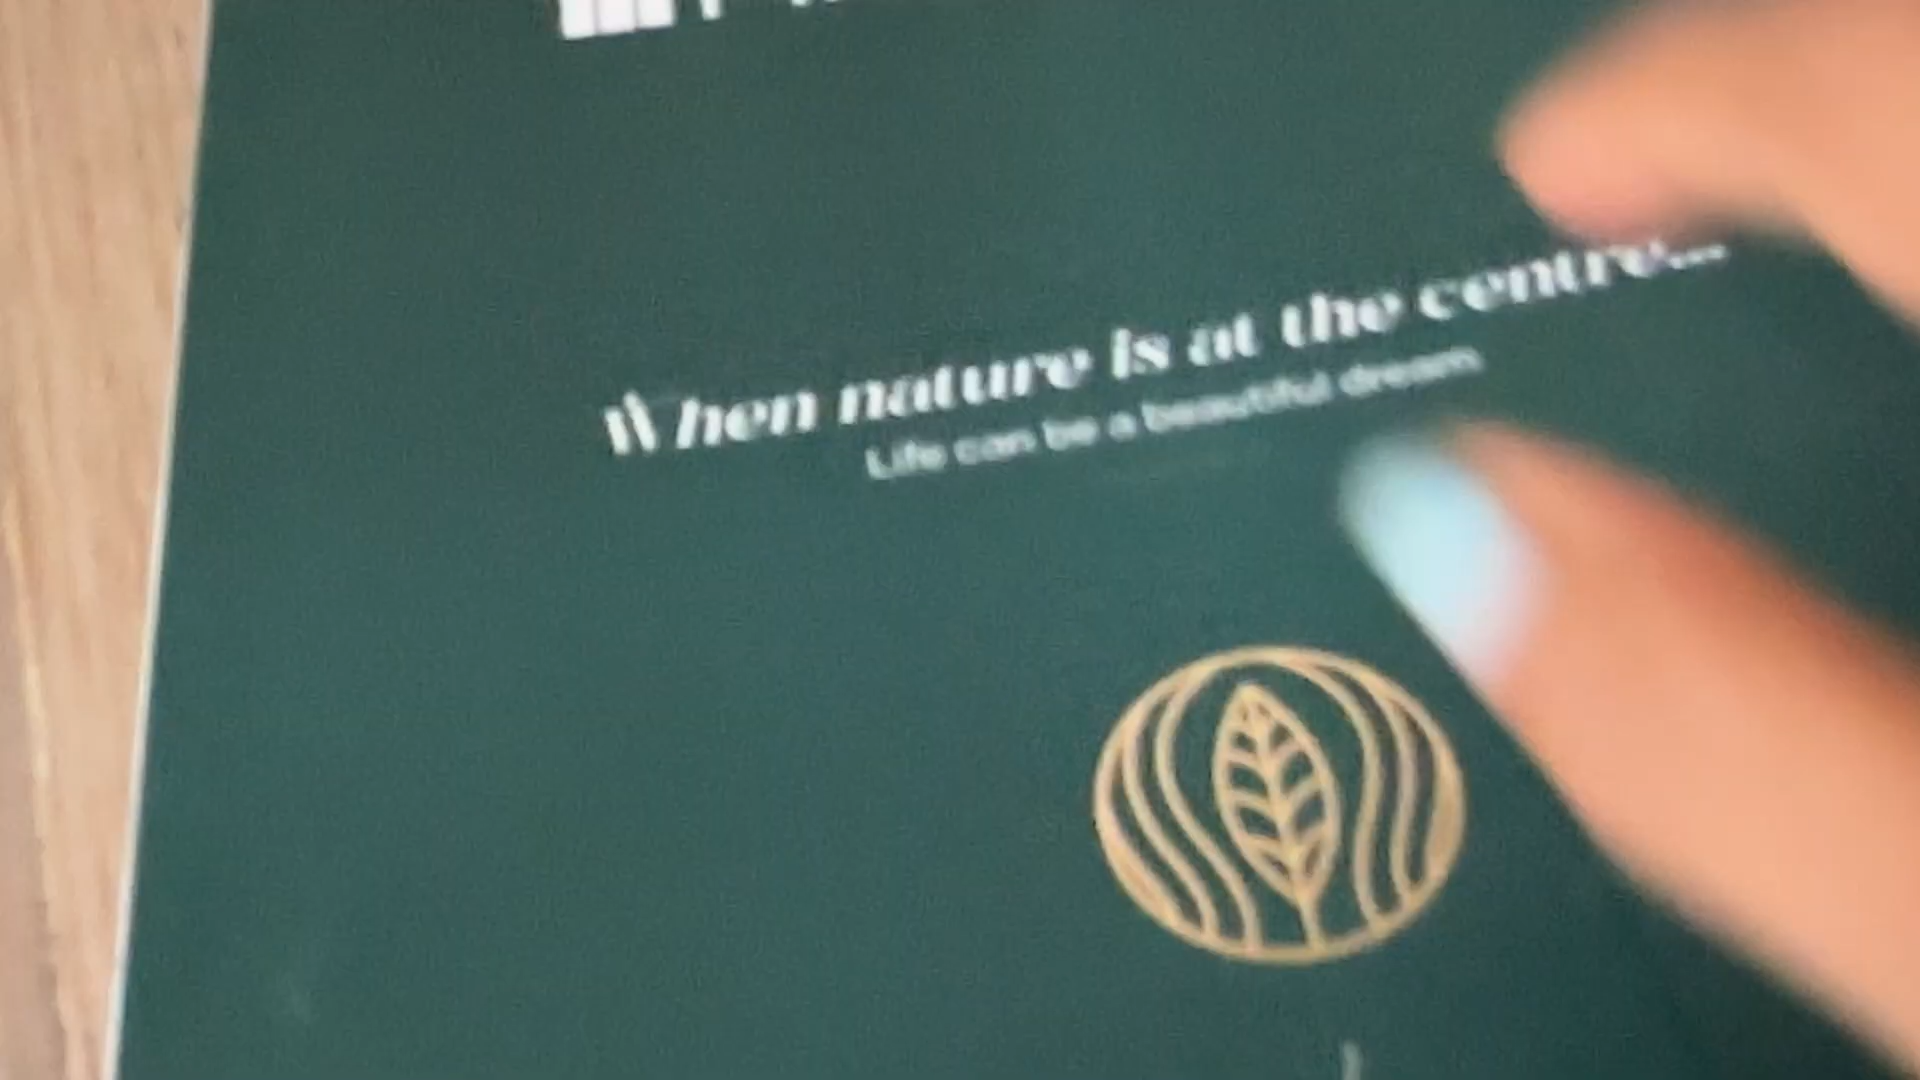 When nature is at the centre...
Life can be a beautiful dream